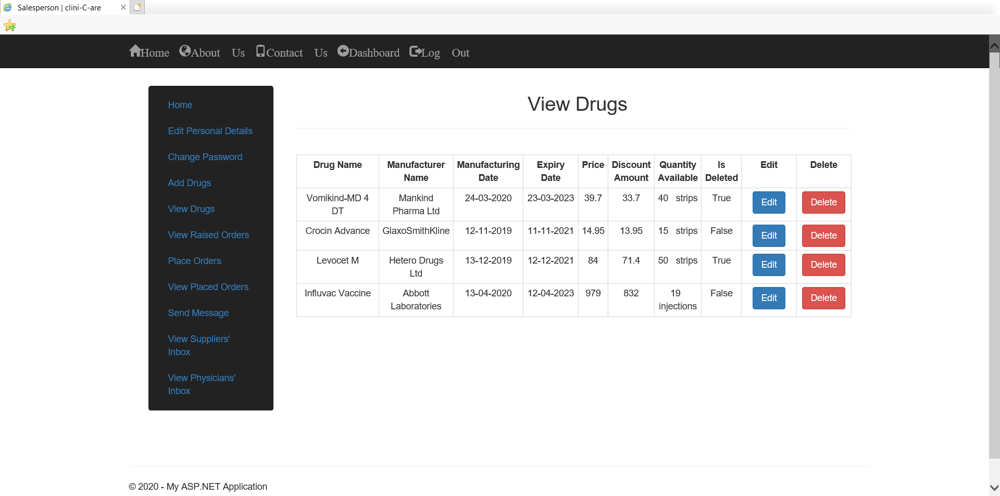 Salesperson | clini-C-are
Home About Us Contact Us Dashboard Log Out
Home
Edit Personal Details
Change Password
Add Drugs
View Drugs
View Raised Orders
Place Orders
View Placed Orders
Send Message
View Suppliers'
Inbox
View Physicians'
Inbox
View Drugs
Drug Name Manufacturer Manufacturing Expiry Price Discount Quantity Is Edit Delete
Name Date Date Amount Available Deleted
Vomikind-MD 4 Mankind 24-03-2020 23-03-2023 39.7 33.7 40 strips True Edit Delete
DT Pharma Ltd
Crocin Advance GlaxoSmithKline 12-11-2019 11-11-2021 14.95 13.95 15 strips False Edit Delete
Levocet M Hetero Drugs 13-12-2019 12-12-2021 84 71.4 50 strips True Edit Delete
Ltd
Influvac Vaccine Abbott 13-04-2020 12-04-2023 979 832 19 False Edit Delete
Laboratories injections
© 2020 - My ASP.NET Application